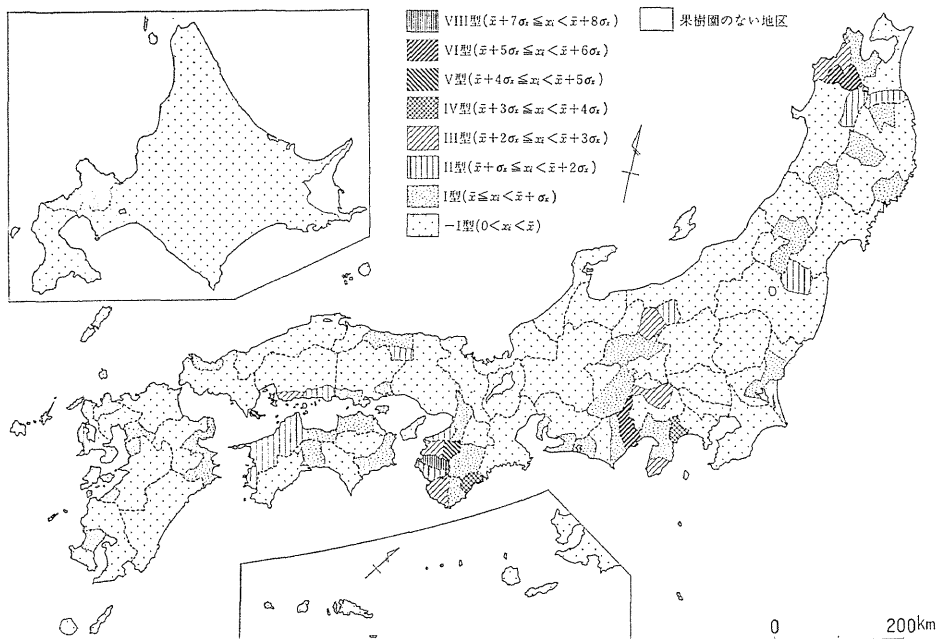 VIII型(x̄+7σₓ≦xᵢ<x̄+8σₓ)
VI型(x̄+5σₓ≦xᵢ<x̄+6σₓ)
V型(x̄+4σₓ≦xᵢ<x̄+5σₓ)
IV型(x̄+3σₓ≦xᵢ<x̄+4σₓ)
III型(x̄+2σₓ≦xᵢ<x̄+3σₓ)
II型(x̄+σₓ≦xᵢ<x̄+2σₓ)
I型(x̄≦xᵢ<x̄+σₓ)
−I型(0<xᵢ<x̄)
果樹園のない地区
0 200km